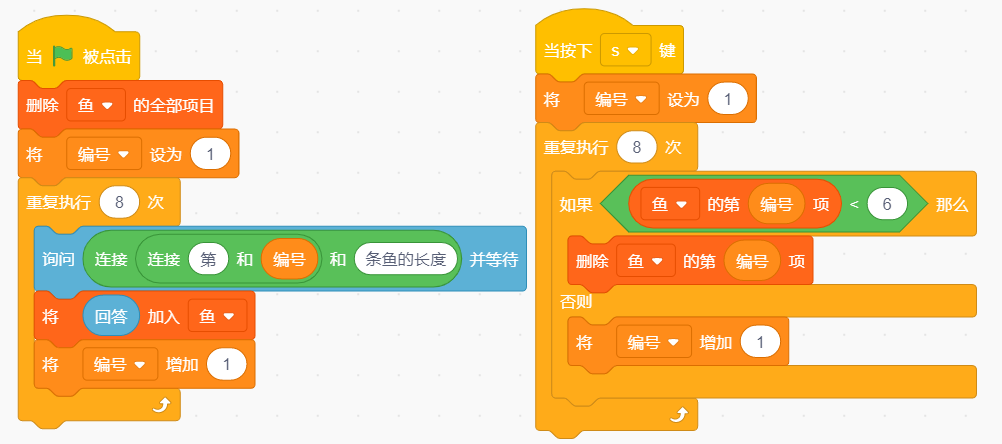 当 被点击
删除 鱼 的全部项目
将 编号 设为 1
重复执行 8 次
询问 连接 连接 第 和 编号 和 条鱼的长度 并等待
将 回答 加入 鱼
将 编号 增加 1
当按下 s 键
将 编号 设为 1
重复执行 8 次
如果 鱼 的第 编号 项 < 6 那么
删除 鱼 的第 编号 项
否则
将 编号 增加 1